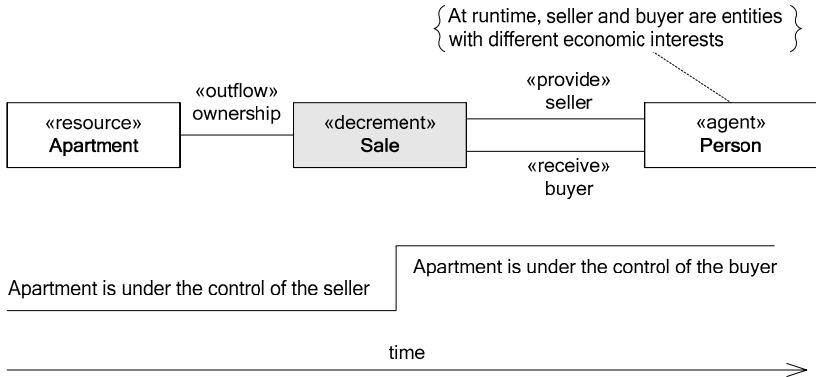 At runtime, seller and buyer are entities
with different economic interests
«outflow»
ownership
«provide»
seller
«resource»
Apartment
«decrement»
Sale
«agent»
Person
«receive»
buyer
Apartment is under the control of the buyer
Apartment is under the control of the seller
time